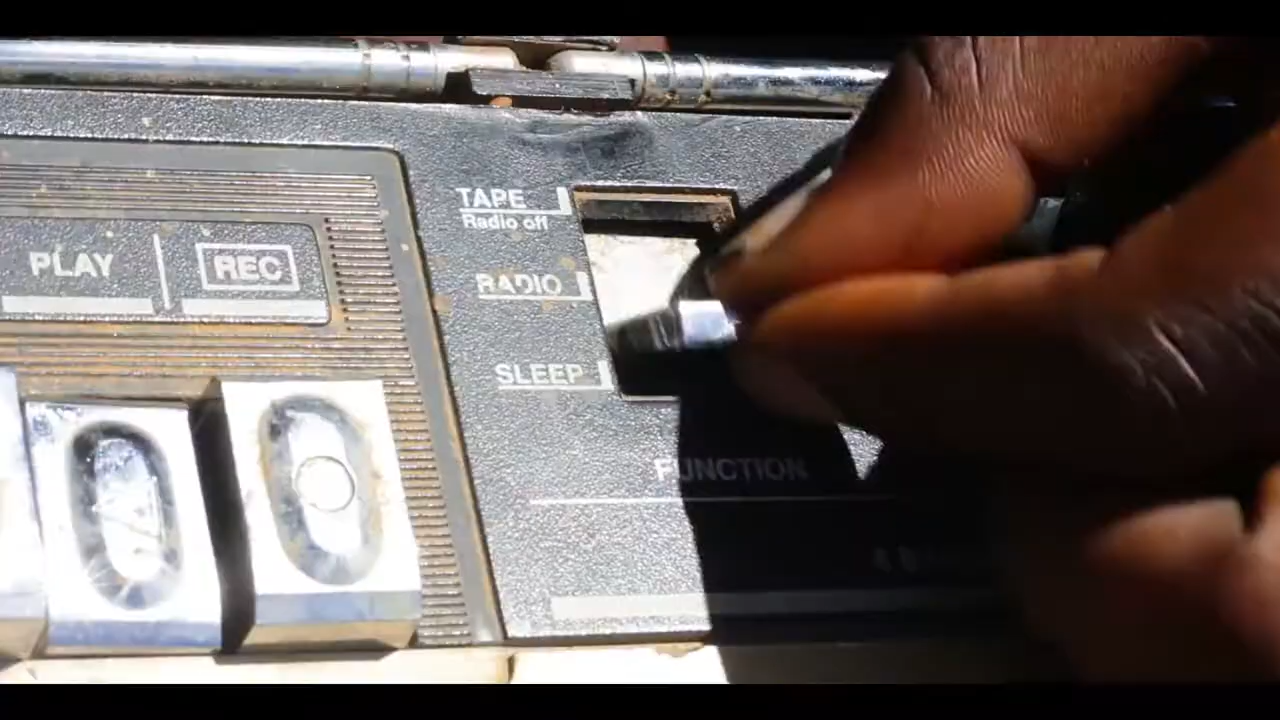 TAPE
Radio off
PLAY
REC
RADIO
SLEEP
FUNCTION